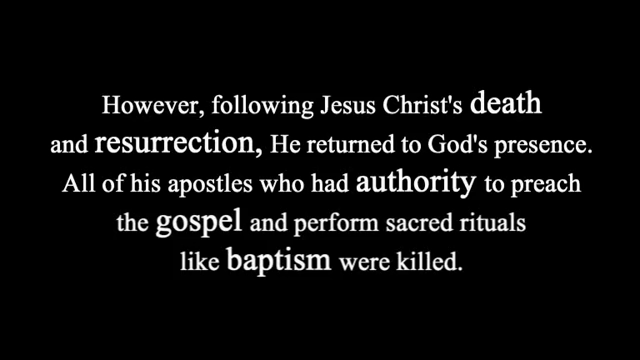 However, following Jesus Christ's death
and resurrection, He returned to God's presence.
All of his apostles who had authority to preach
the gospel and perform sacred rituals
like baptism were killed.